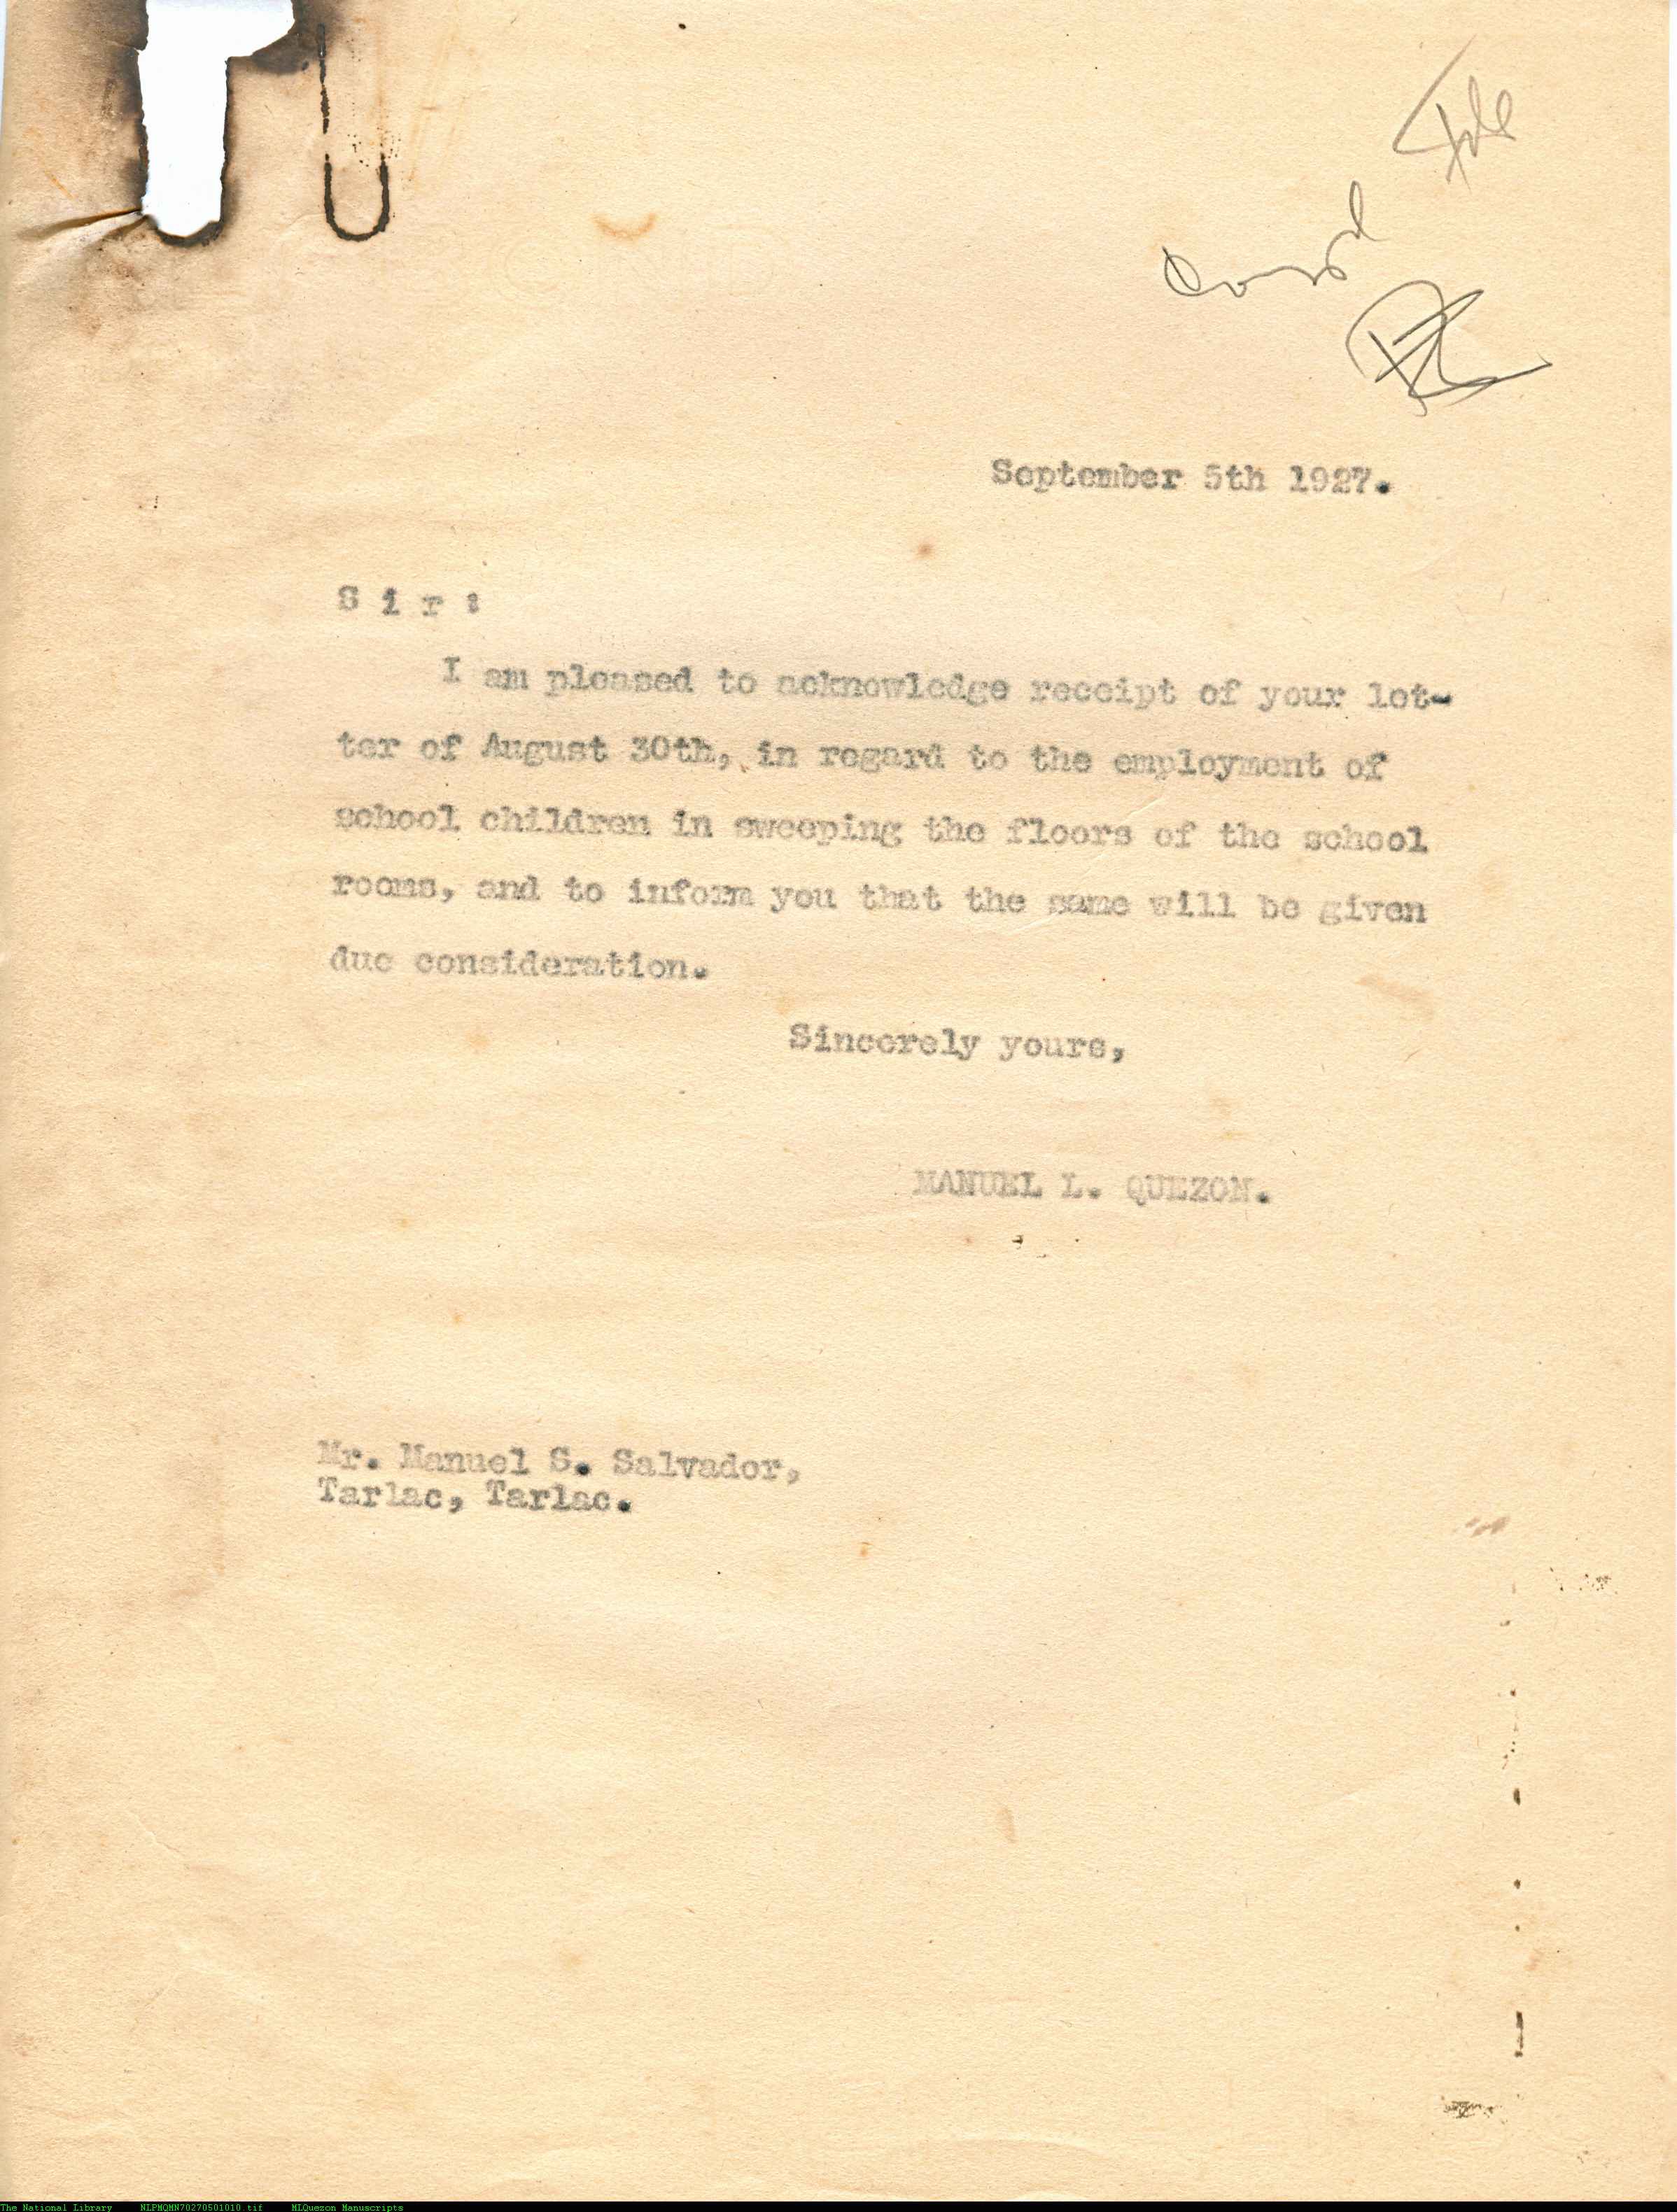 File
September 5th 1927.
S i r :
I am pleased to acknowledge receipt of your let-
ter of August 30th, in regard to the employment of
school children in sweeping the floors of the school
rooms, and to inform you that the same will be given
due consideration.
Sincerely yours,
MANUEL L. QUEZON.
Mr. Manuel S. Salvador,
Tarlac, Tarlac.
The National Library NLPMQMN70270501010.tif MLQuezon Manuscripts